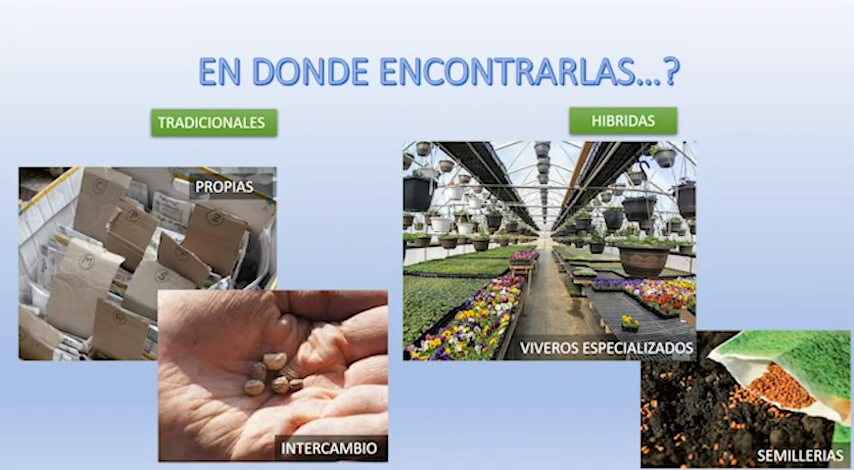 EN DONDE ENCONTRARLAS...?
TRADICIONALES
HIBRIDAS
PROPIAS
INTERCAMBIO
VIVEROS ESPECIALIZADOS
SEMILLERIAS